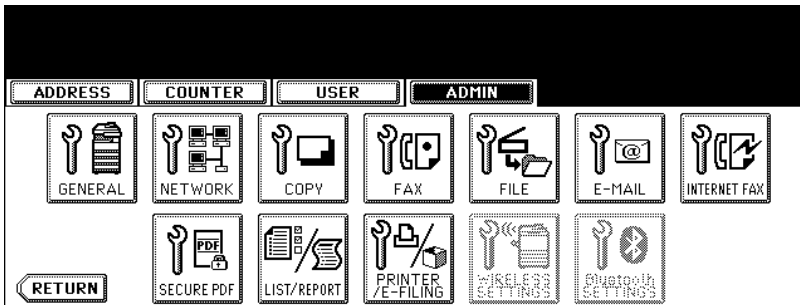 ADDRESS COUNTER USER ADMIN
GENERAL NETWORK COPY FAX FILE E-MAIL INTERNET FAX
@
PDF
SECURE PDF LIST/REPORT PRINTER
/E-FILING WIRELESS
SETTINGS Bluetooth
SETTINGS
RETURN